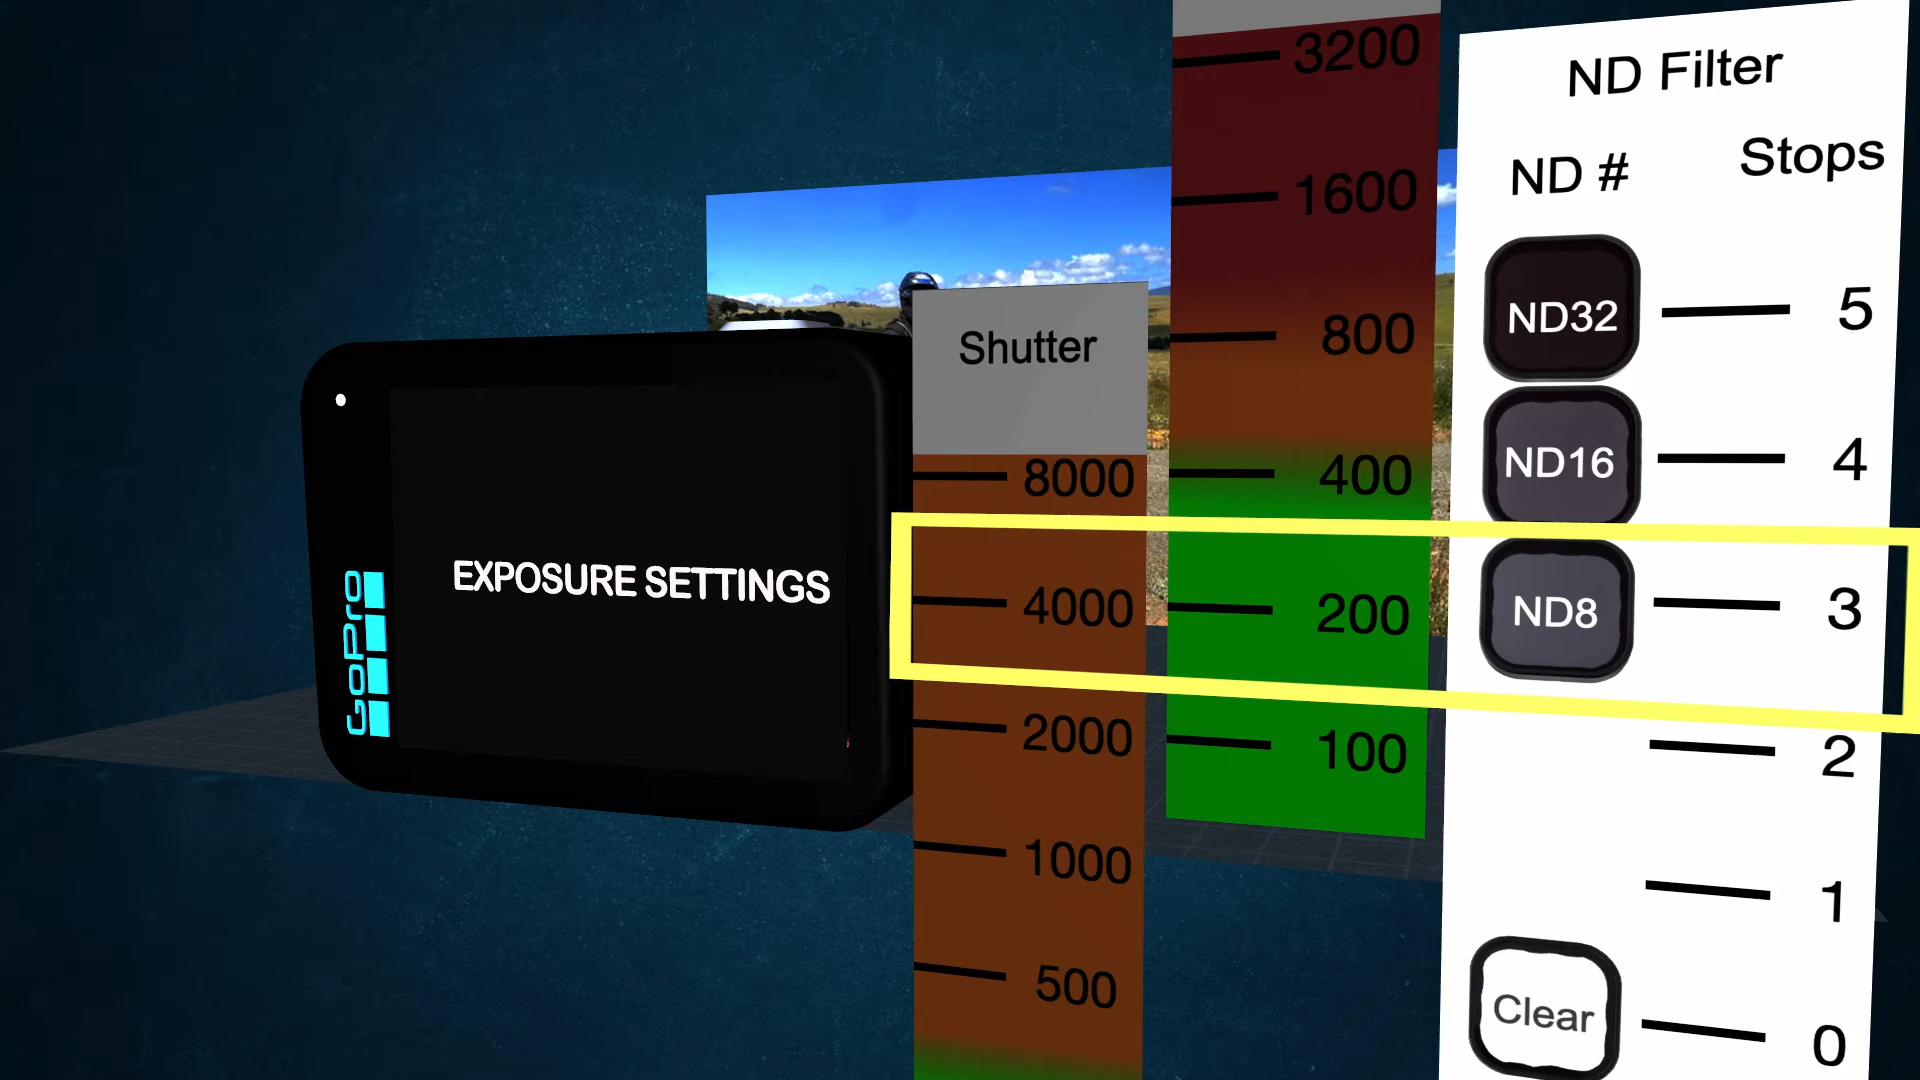 GoPro
EXPOSURE SETTINGS
Shutter
8000
4000
2000
1000
500
3200
1600
800
400
200
100
ND Filter
ND # Stops
ND32 5
ND16 4
ND8 3
2
1
Clear 0